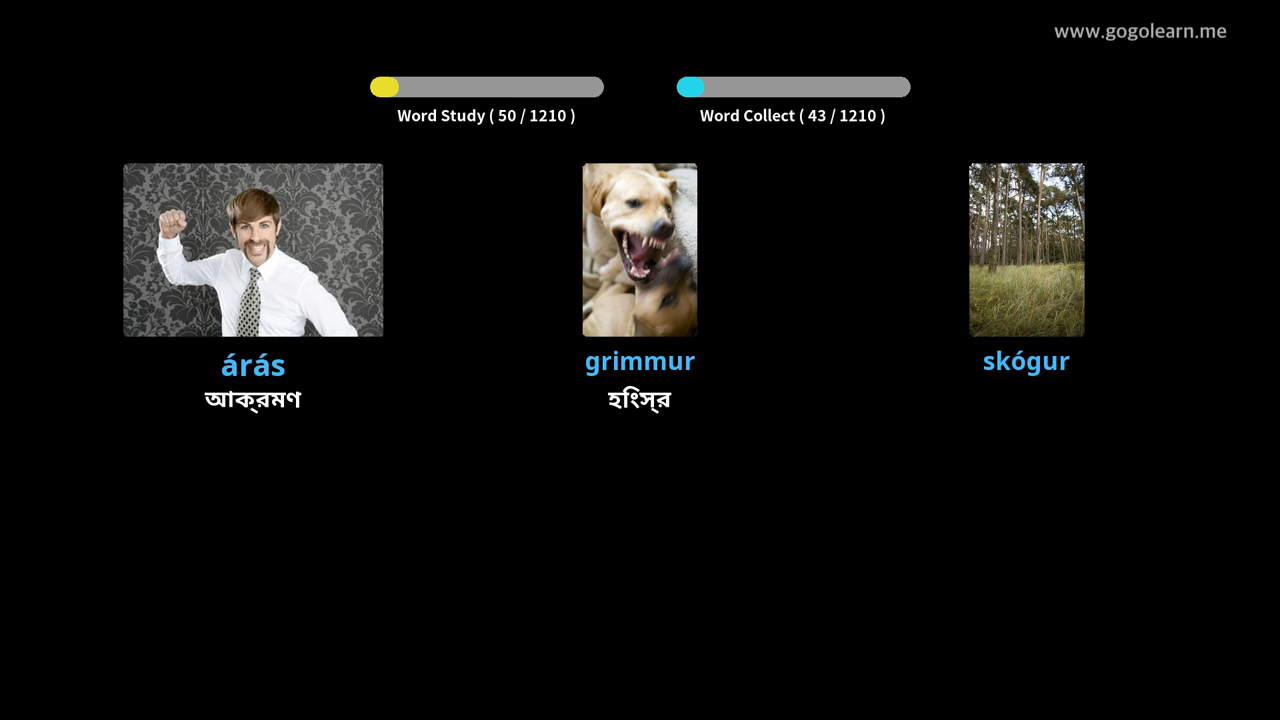 www.gogolearn.me
Word Study ( 50 / 1210 )
Word Collect ( 43 / 1210 )
árás
grimmur
skógur
আক্রমণ
হিংস্র